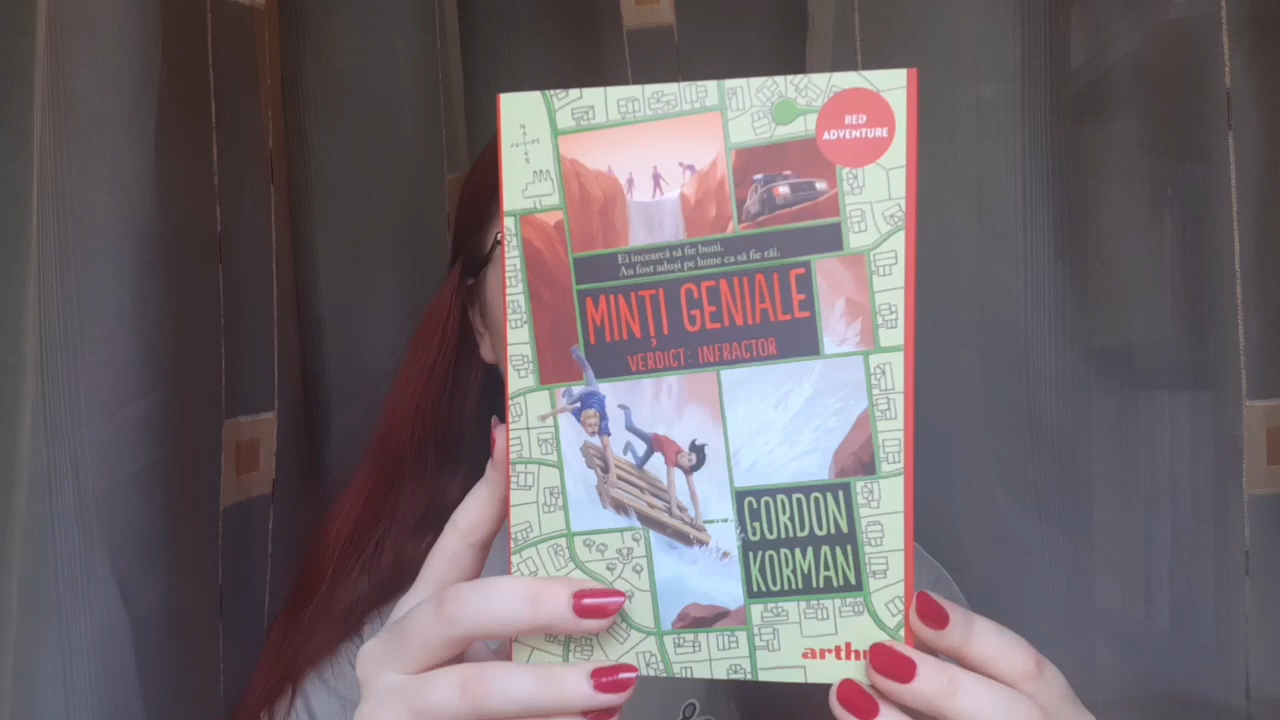 RED
ADVENTURE
N
Ei încearcă să fie buni.
Au fost aduși pe lume ca să fie răi.
MINȚI GENIALE
VERDICT: INFRACTOR
GORDON
KORMAN
arthu